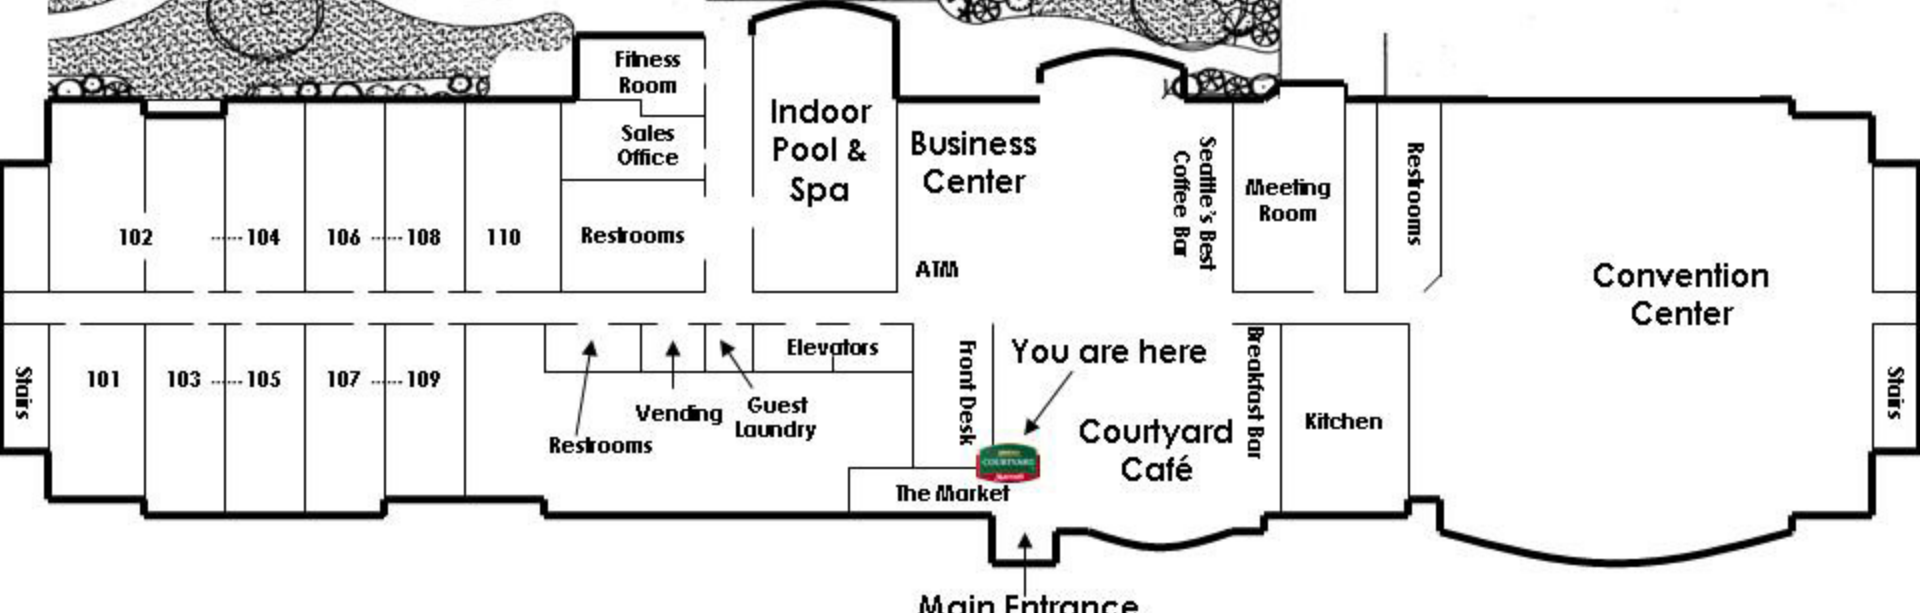 Fitness
Room
Sales
Office
Restrooms
Indoor
Pool &
Spa
Business
Center
ATM
Seattle's Best
Coffee Bar
Meeting
Room
Restrooms
Convention
Center
102 104 106 108 110
101 103 105 107 109
Stairs
Restrooms
Vending
Guest
Laundry
Elevators
Front Desk
You are here
COURTYARD
Marriott
The Market
Courtyard
Café
Breakfast Bar
Kitchen
Stairs
Main Entrance